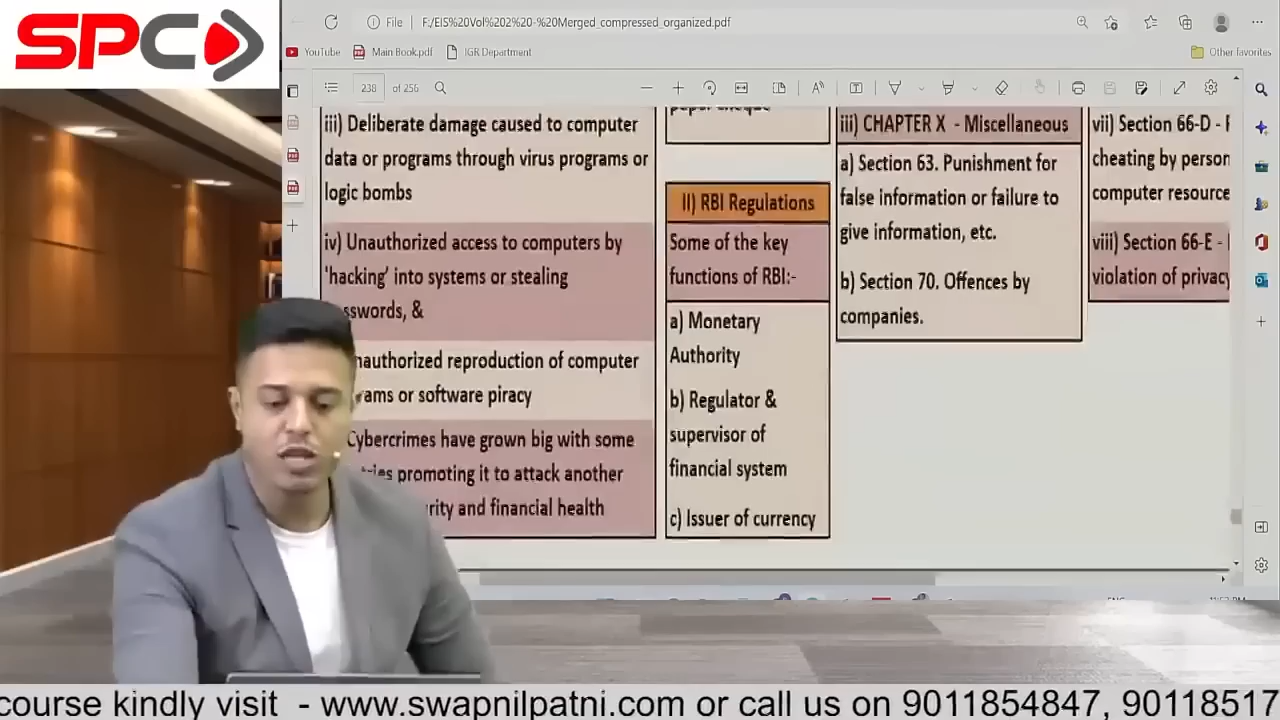 SPC
File
F:/EIS%20Vol%202%20-%20Merged_compressed_organized.pdf
YouTube
Main Book.pdf
IGR Department
Other favorites
238 of 256
iii) Deliberate damage caused to computer
data or programs through virus programs or
logic bombs
iv) Unauthorized access to computers by
'hacking' into systems or stealing
sswords, &
nauthorized reproduction of computer
rams or software piracy
Cybercrimes have grown big with some
tries promoting it to attack another
rity and financial health
paper cheque
II) RBI Regulations
Some of the key
functions of RBI:-
a) Monetary
Authority
b) Regulator &
supervisor of
financial system
c) Issuer of currency
iii) CHAPTER X - Miscellaneous
a) Section 63. Punishment for
false information or failure to
give information, etc.
b) Section 70. Offences by
companies.
vii) Section 66-D -
cheating by person
computer resource
viii) Section 66-E -
violation of privacy
course kindly visit - www.swapnilpatni.com or call us on 9011854847, 90118517